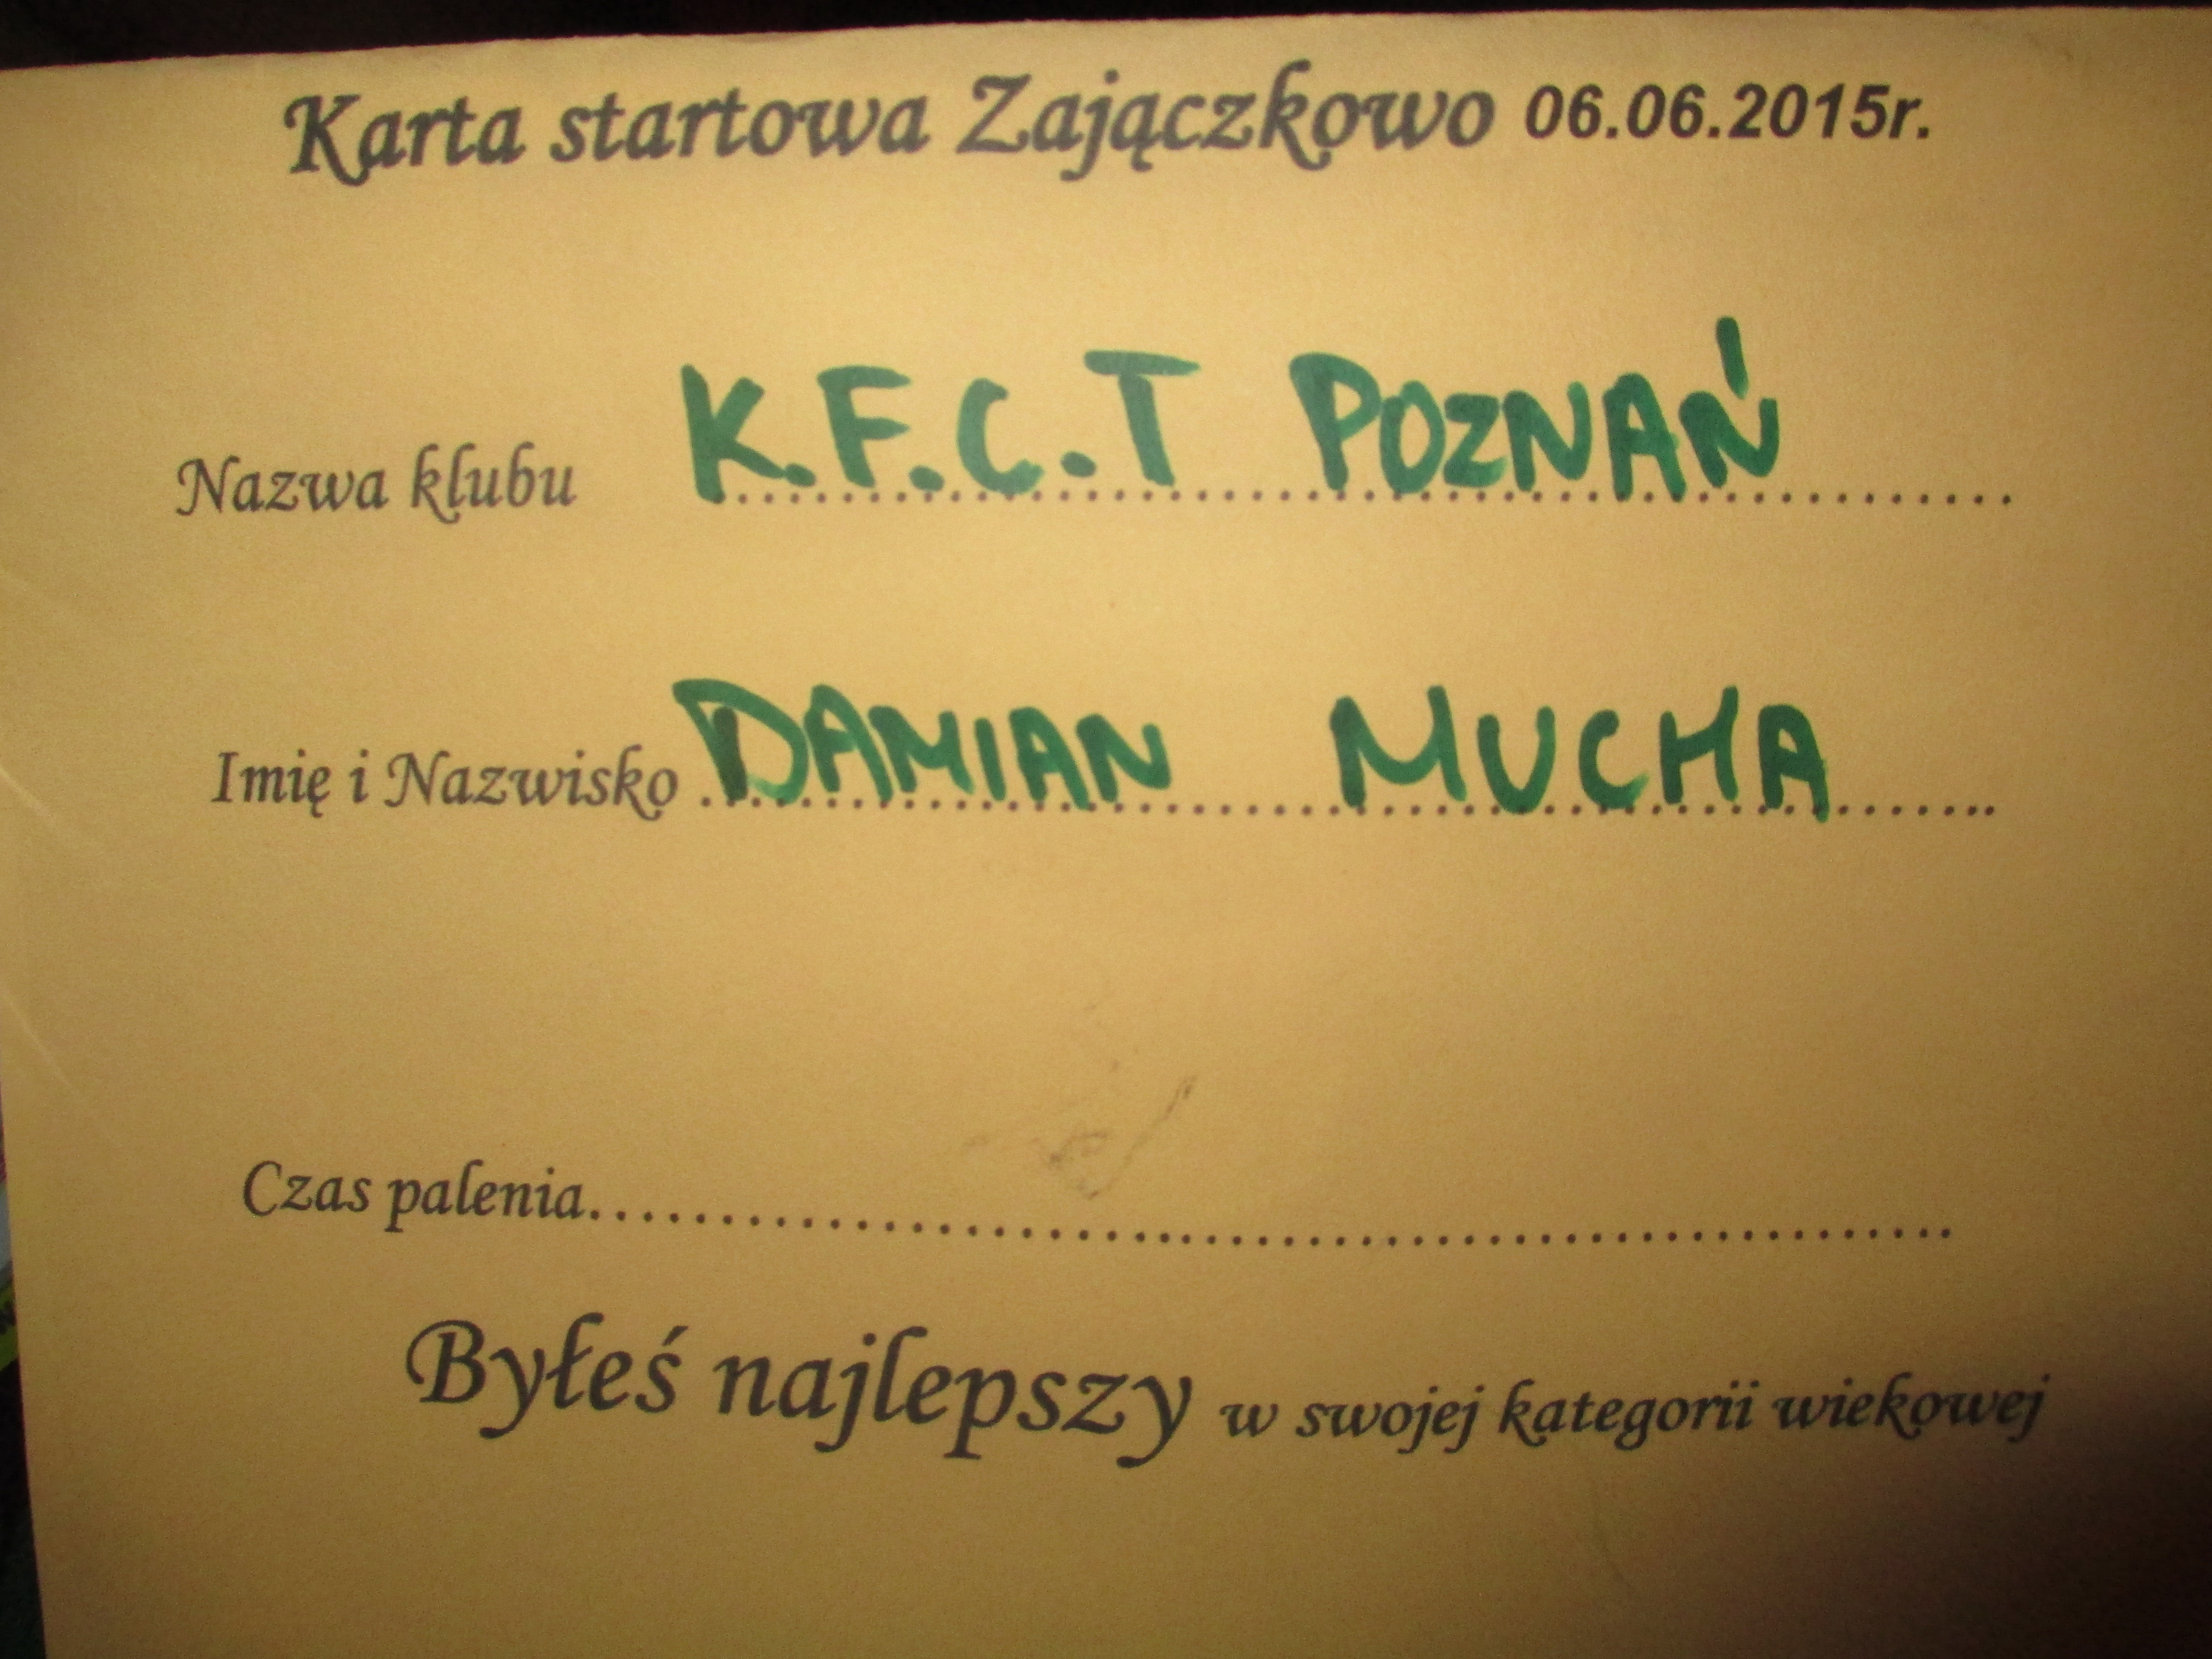 Karta startowa Zajączkowo 06.06.2015r.
Nazwa klubu K.F.C.T POZNAŃ
Imię i Nazwisko DAMIAN MUCHA
Czas palenia
Byłeś najlepszy w swojej kategorii wiekowej